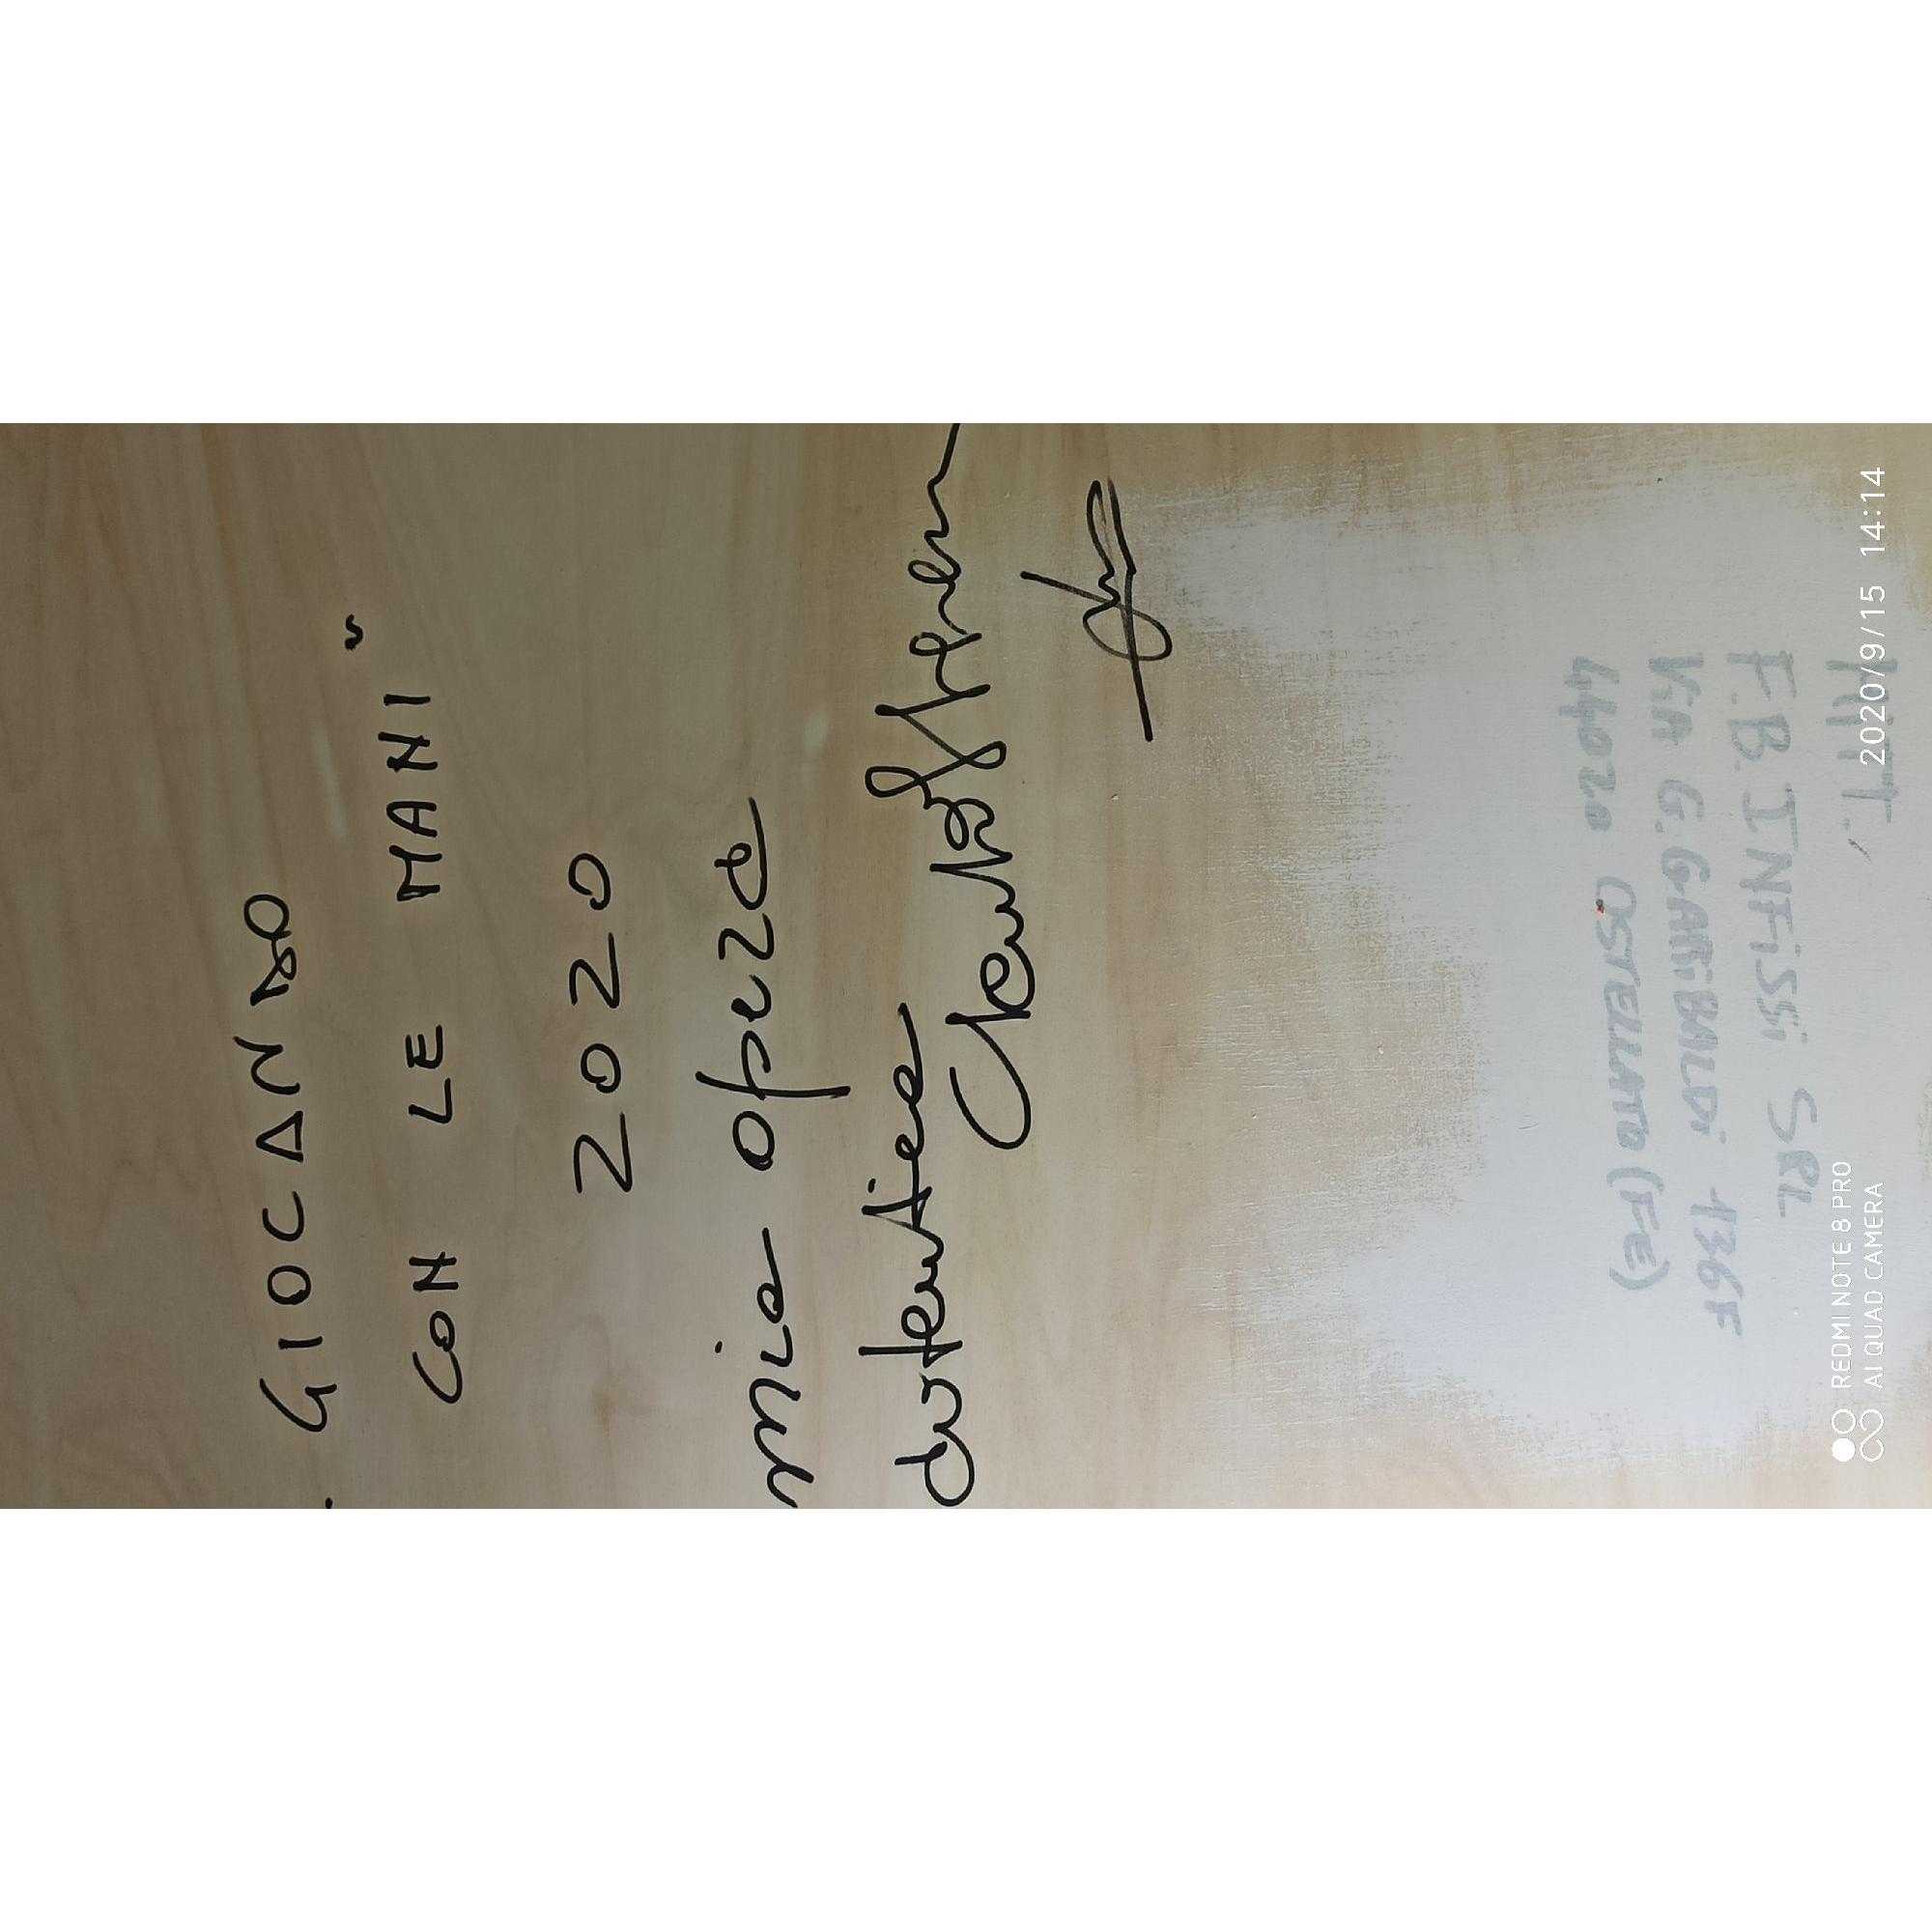 " GIOCANDO
CON LE MANI "
2020
mia opera
autentica
MITT.
F.B. INFISSI SRL
VIA G. GARIBALDI 136F
44020 OSTELLATO (FE)
REDMI NOTE 8 PRO
AI QUAD CAMERA
2020/9/15 14:14